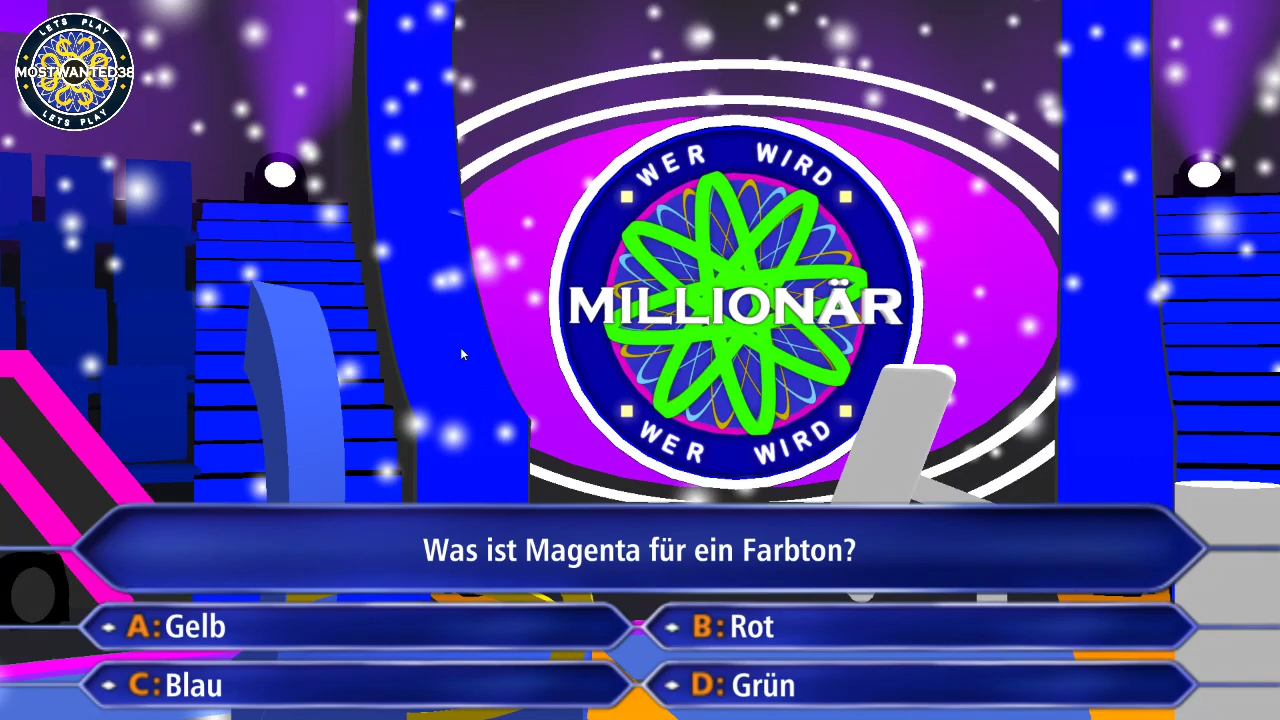 LETS PLAY
MOSTWANTED38
LETS PLAY
WER WIRD
MILLIONÄR
WER WIRD
Was ist Magenta für ein Farbton?
A: Gelb
B: Rot
C: Blau
D: Grün